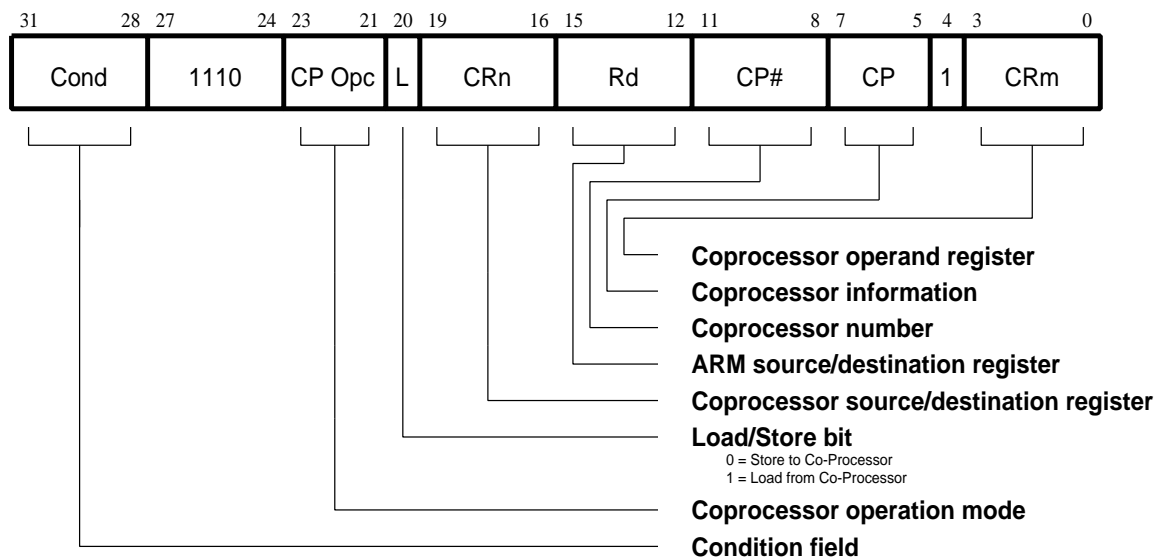 31 28 27 24 23 21 20 19 16 15 12 11 8 7 5 4 3 0
Cond 1110 CP Opc L CRn Rd CP# CP 1 CRm
Coprocessor operand register
Coprocessor information
Coprocessor number
ARM source/destination register
Coprocessor source/destination register
Load/Store bit
0 = Store to Co-Processor
1 = Load from Co-Processor
Coprocessor operation mode
Condition field